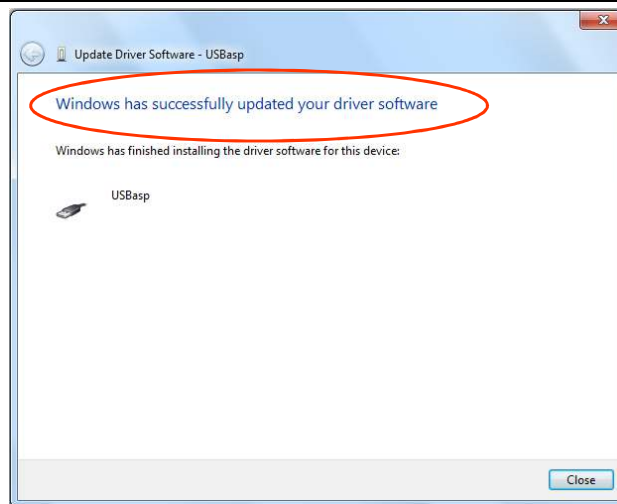 Update Driver Software - USBasp
Windows has successfully updated your driver software
Windows has finished installing the driver software for this device:
USBasp
Close